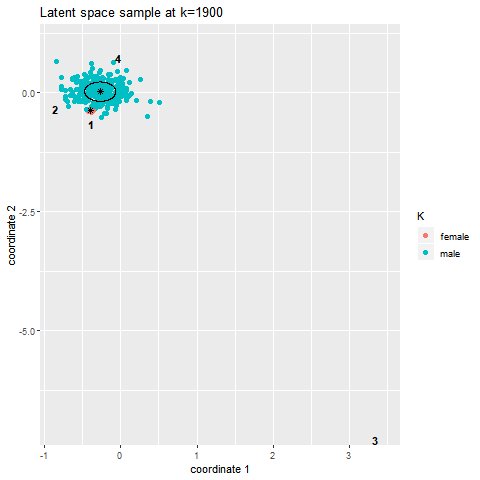 Latent space sample at k=1900
4
0.0
2
1
K
female
male
coordinate 2
-2.5
-5.0
3
-1
0
1
2
3
coordinate 1